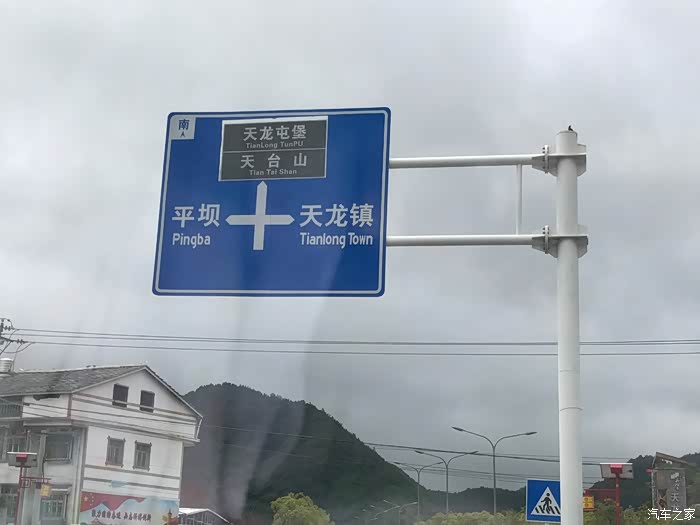 南
天龙屯堡
TianLong TunPU
天台山
Tian Tai Shan
平坝
Pingba
天龙镇
Tianlong Town
天
汽车之家